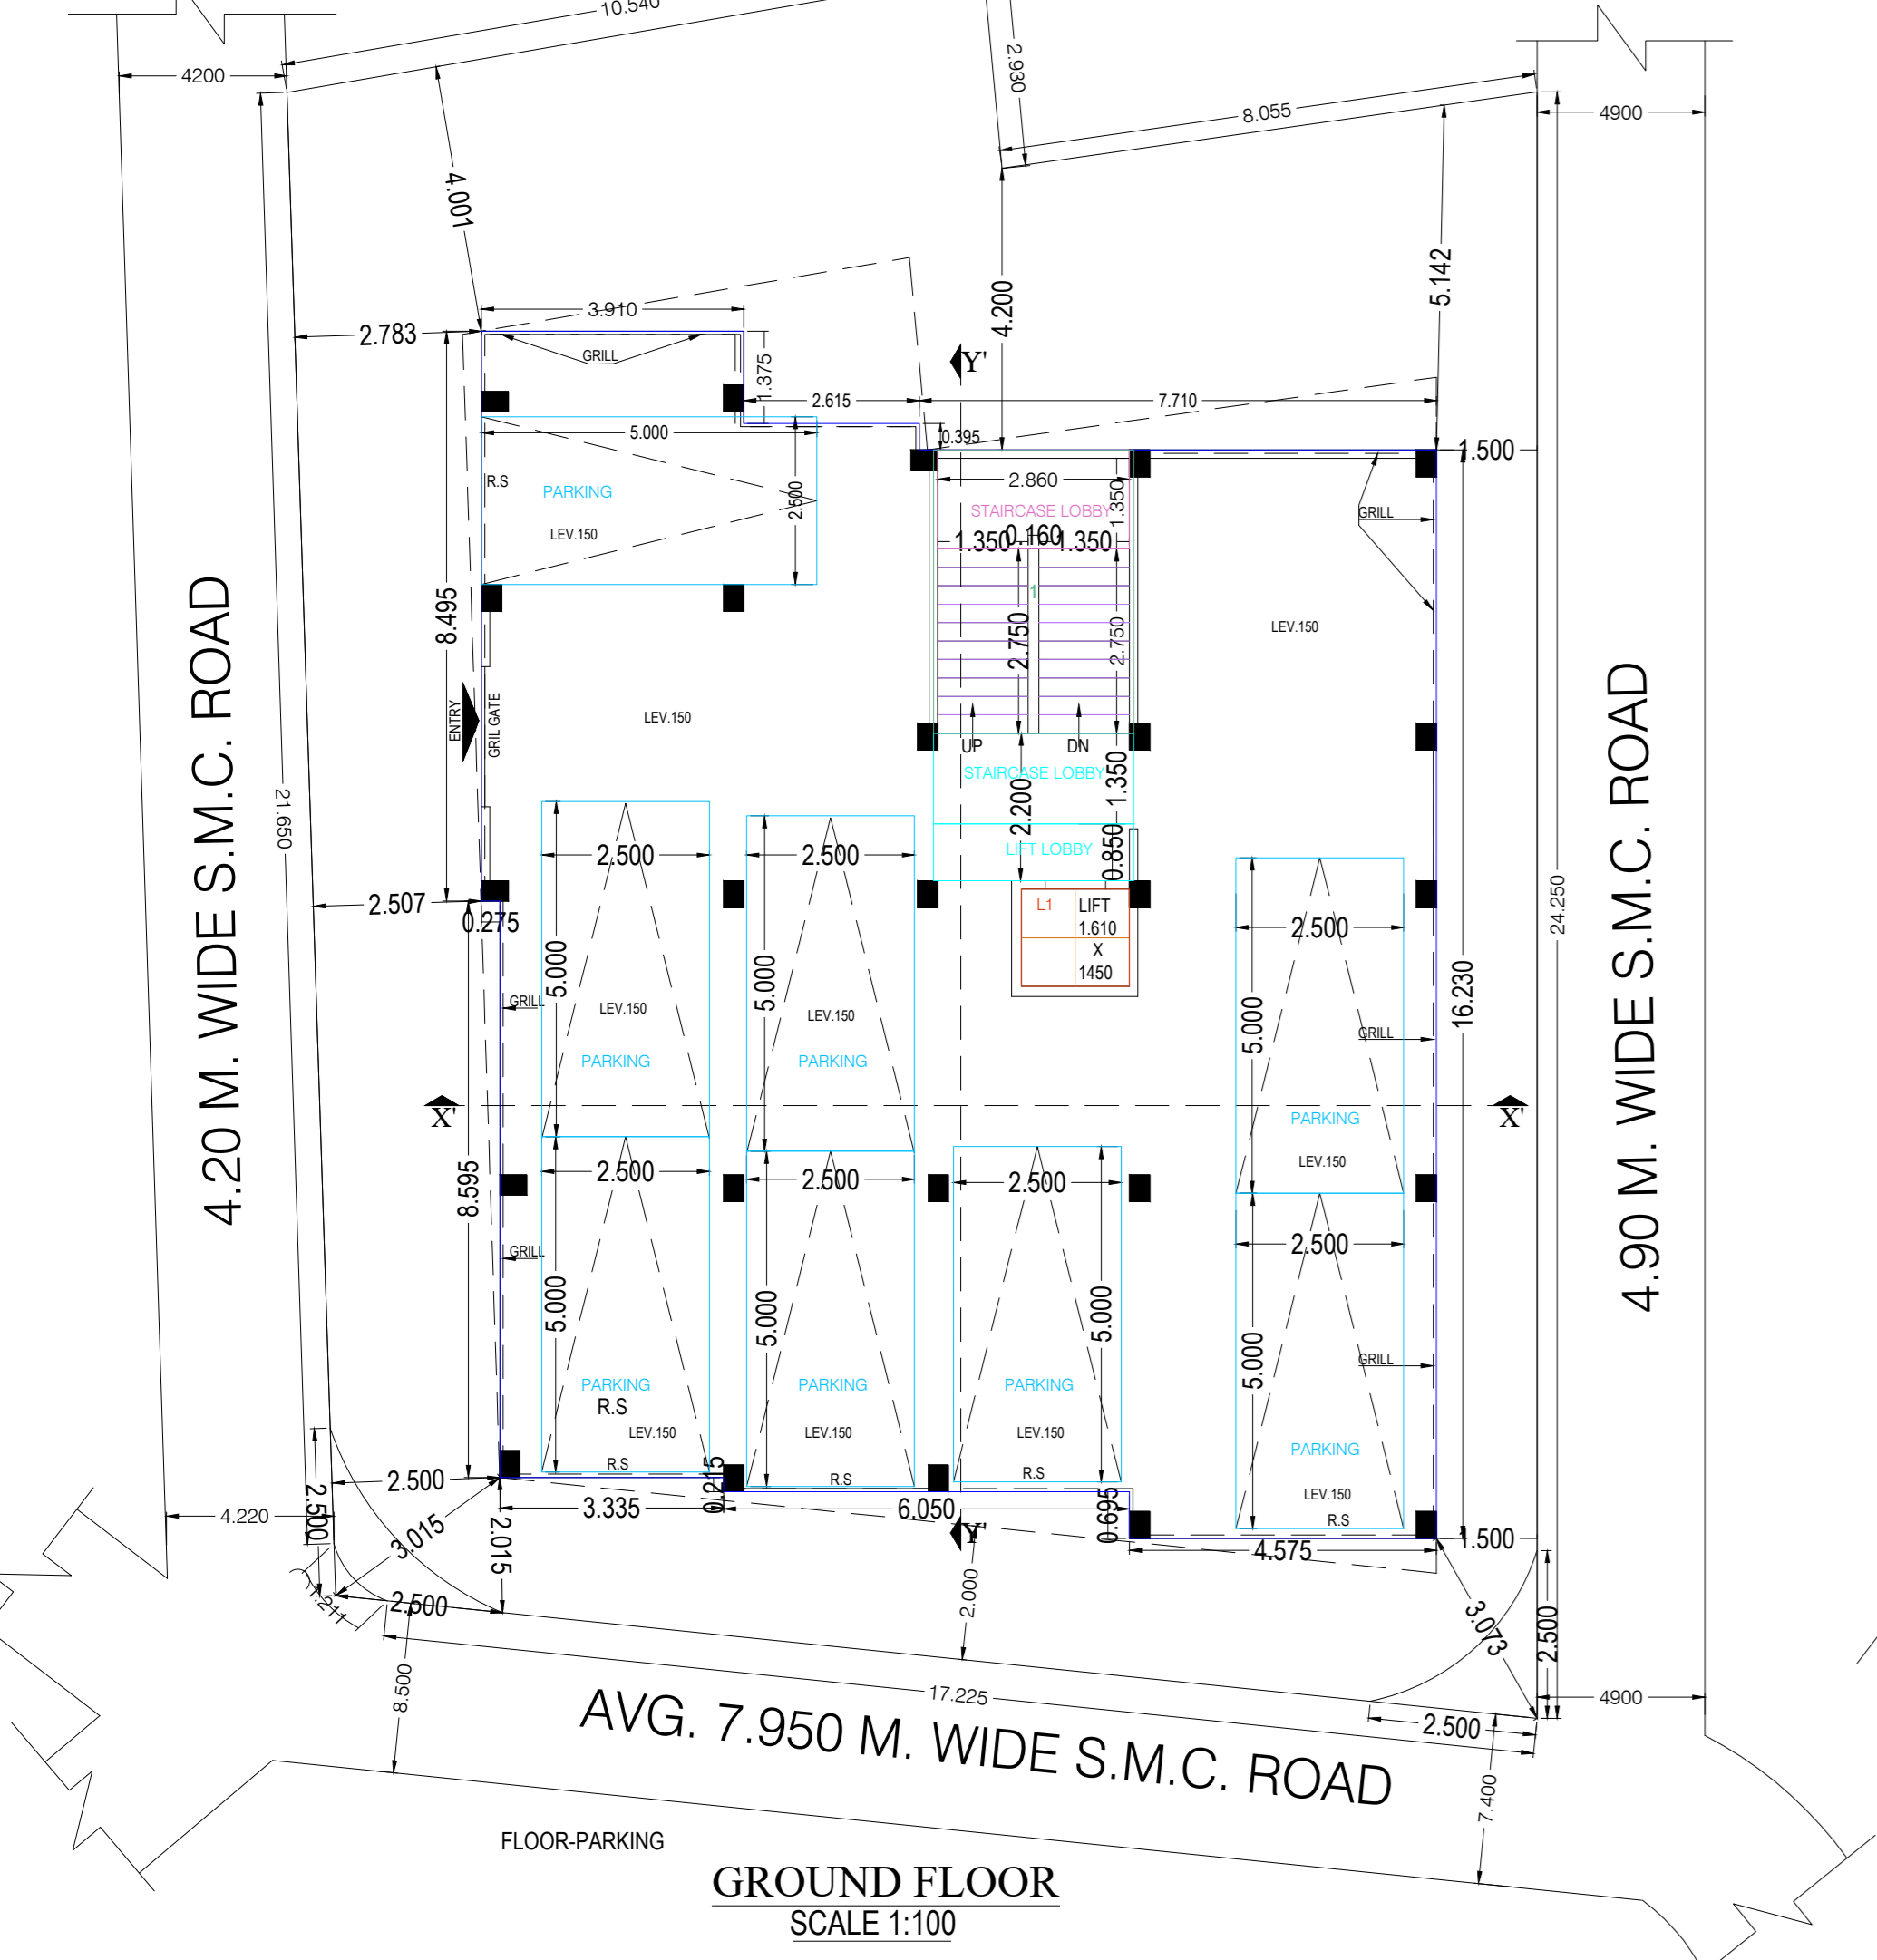 10.540
4200
2.930
8.055
4900
4.001
5.142
4.200
2.783
3.910
GRILL
1.375
Y'
2.615
7.710
0.395
1.500
5.000
R.S
PARKING
2.500
LEV.150
2.860
1.350
STAIRCASE LOBBY
1.350
0.160
1.350
GRILL
1
8.495
2.750
2.750
LEV.150
ENTRY
GRIL GATE
LEV.150
UP
DN
STAIRCASE LOBBY
1.350
2.200
LIFT LOBBY
0.850
4.20 M. WIDE S.M.C. ROAD
21.650
4.90 M. WIDE S.M.C. ROAD
24.250
2.507
0.275
2.500
2.500
2.500
L1
LIFT
1.610
X
1450
5.000
5.000
5.000
16.230
GRILL
LEV.150
LEV.150
GRILL
PARKING
PARKING
PARKING
LEV.150
X'
X'
8.595
2.500
2.500
2.500
2.500
GRILL
5.000
5.000
5.000
5.000
GRILL
PARKING
R.S
LEV.150
R.S
PARKING
LEV.150
R.S
PARKING
LEV.150
R.S
PARKING
LEV.150
R.S
2.500
0.215
3.335
6.050
0.695
Y'
4.575
1.500
4.220
2.500
3.015
2.015
2.500
1.211
2.000
3.073
2.500
8.500
17.225
4900
2.500
7.400
AVG. 7.950 M. WIDE S.M.C. ROAD
FLOOR-PARKING
GROUND FLOOR
SCALE 1:100